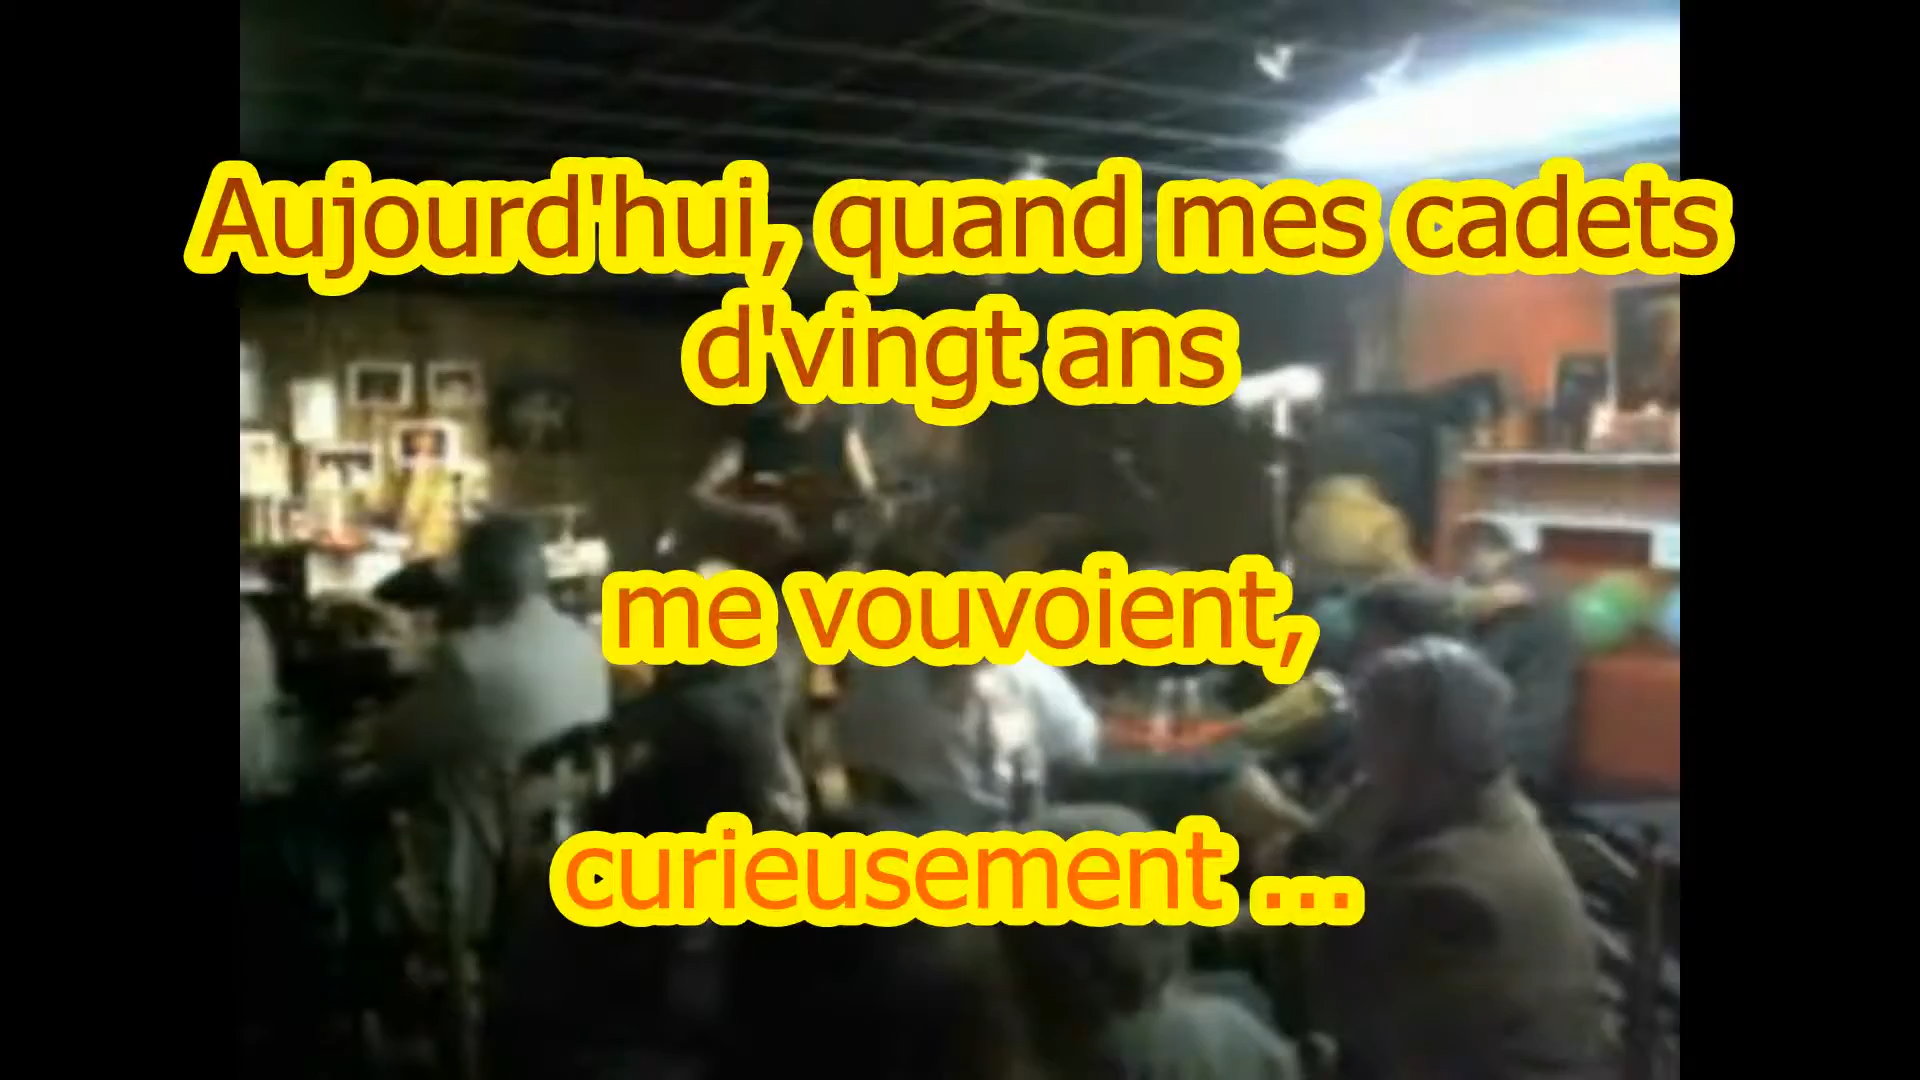 Aujourd'hui, quand mes cadets
d'vingt ans
me vouvoient,
curieusement ...